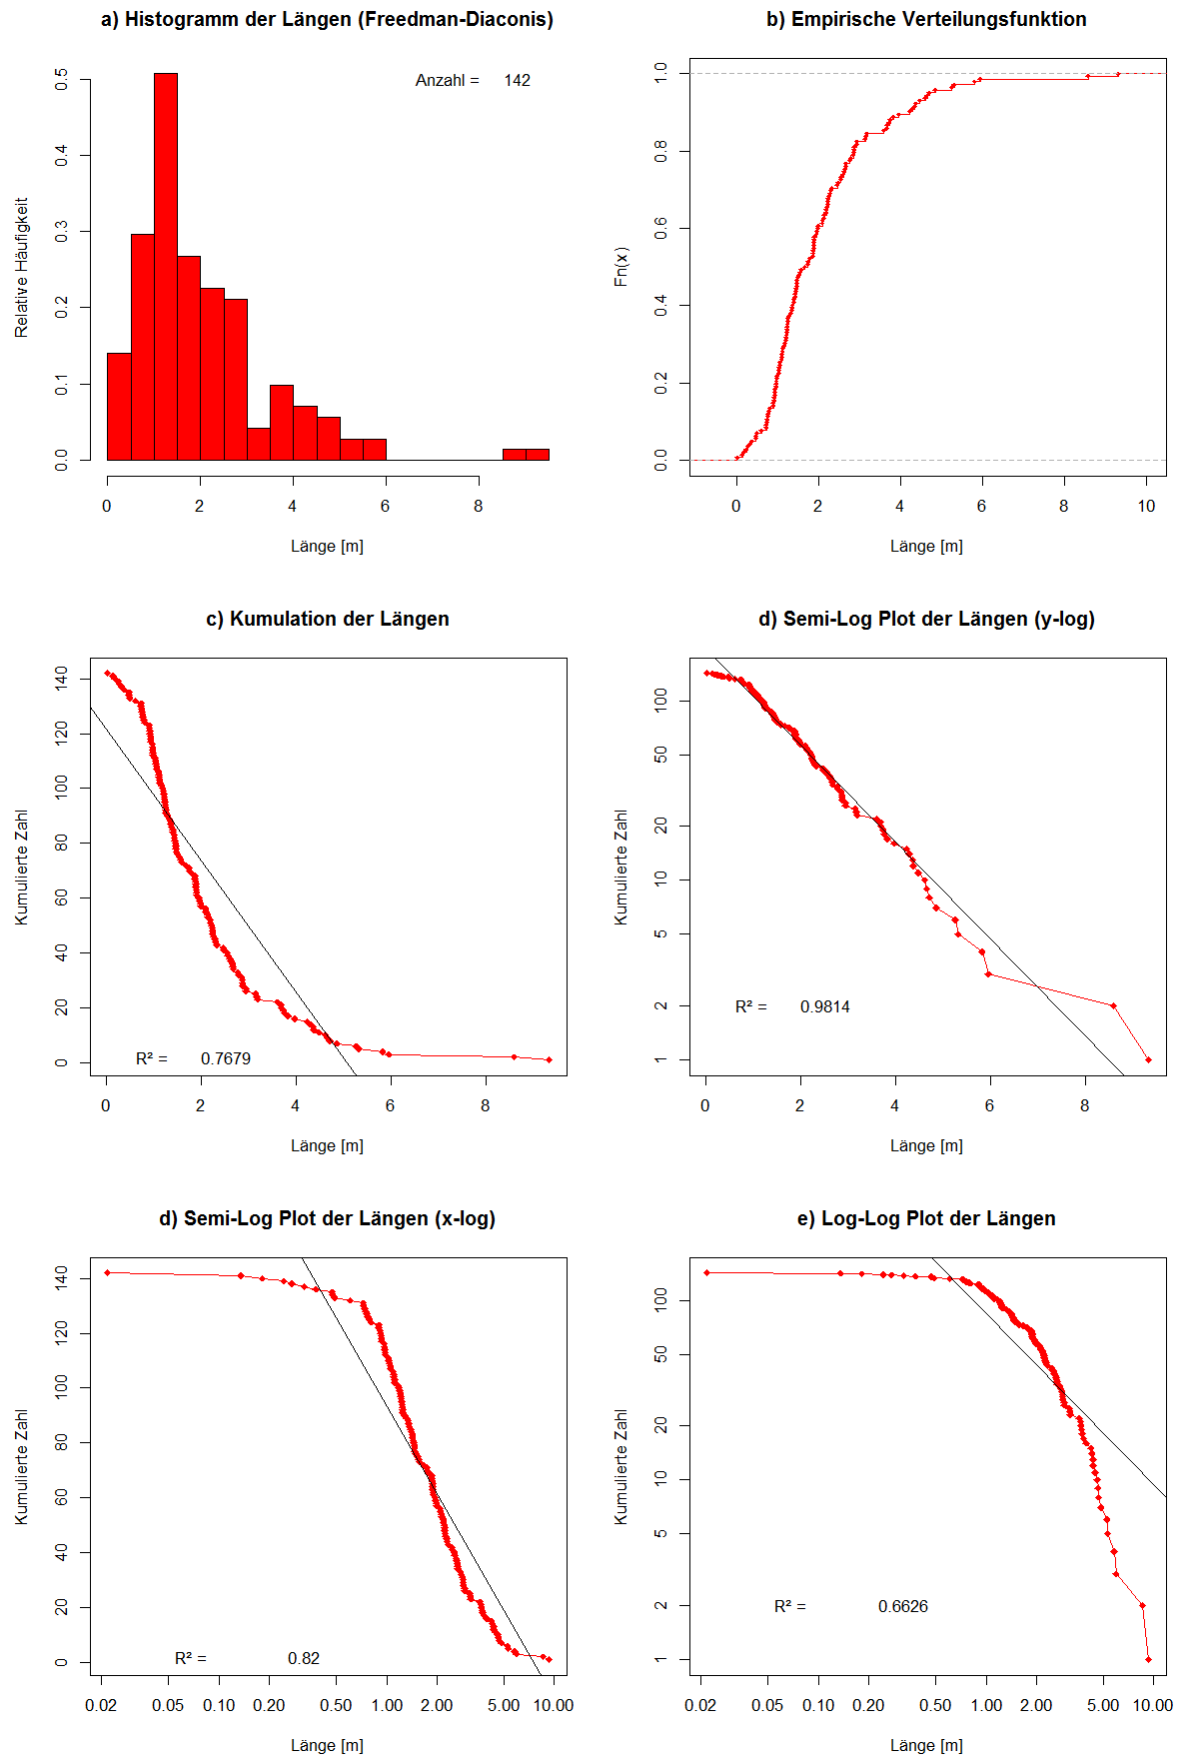 a) Histogramm der Längen (Freedman-Diaconis)
Anzahl = 142
Relative Häufigkeit
0.0 0.1 0.2 0.3 0.4 0.5
0 2 4 6 8
Länge [m]
b) Empirische Verteilungsfunktion
Fn(x)
0.0 0.2 0.4 0.6 0.8 1.0
0 2 4 6 8 10
Länge [m]
c) Kumulation der Längen
Kumulierte Zahl
0 20 40 60 80 100 120 140
R² = 0.7679
0 2 4 6 8
Länge [m]
d) Semi-Log Plot der Längen (y-log)
Kumulierte Zahl
1 2 5 10 20 50 100
R² = 0.9814
0 2 4 6 8
Länge [m]
d) Semi-Log Plot der Längen (x-log)
Kumulierte Zahl
0 20 40 60 80 100 120 140
R² = 0.82
0.02 0.05 0.10 0.20 0.50 1.00 2.00 5.00 10.00
Länge [m]
e) Log-Log Plot der Längen
Kumulierte Zahl
1 2 5 10 20 50 100
R² = 0.6626
0.02 0.05 0.10 0.20 0.50 1.00 2.00 5.00 10.00
Länge [m]